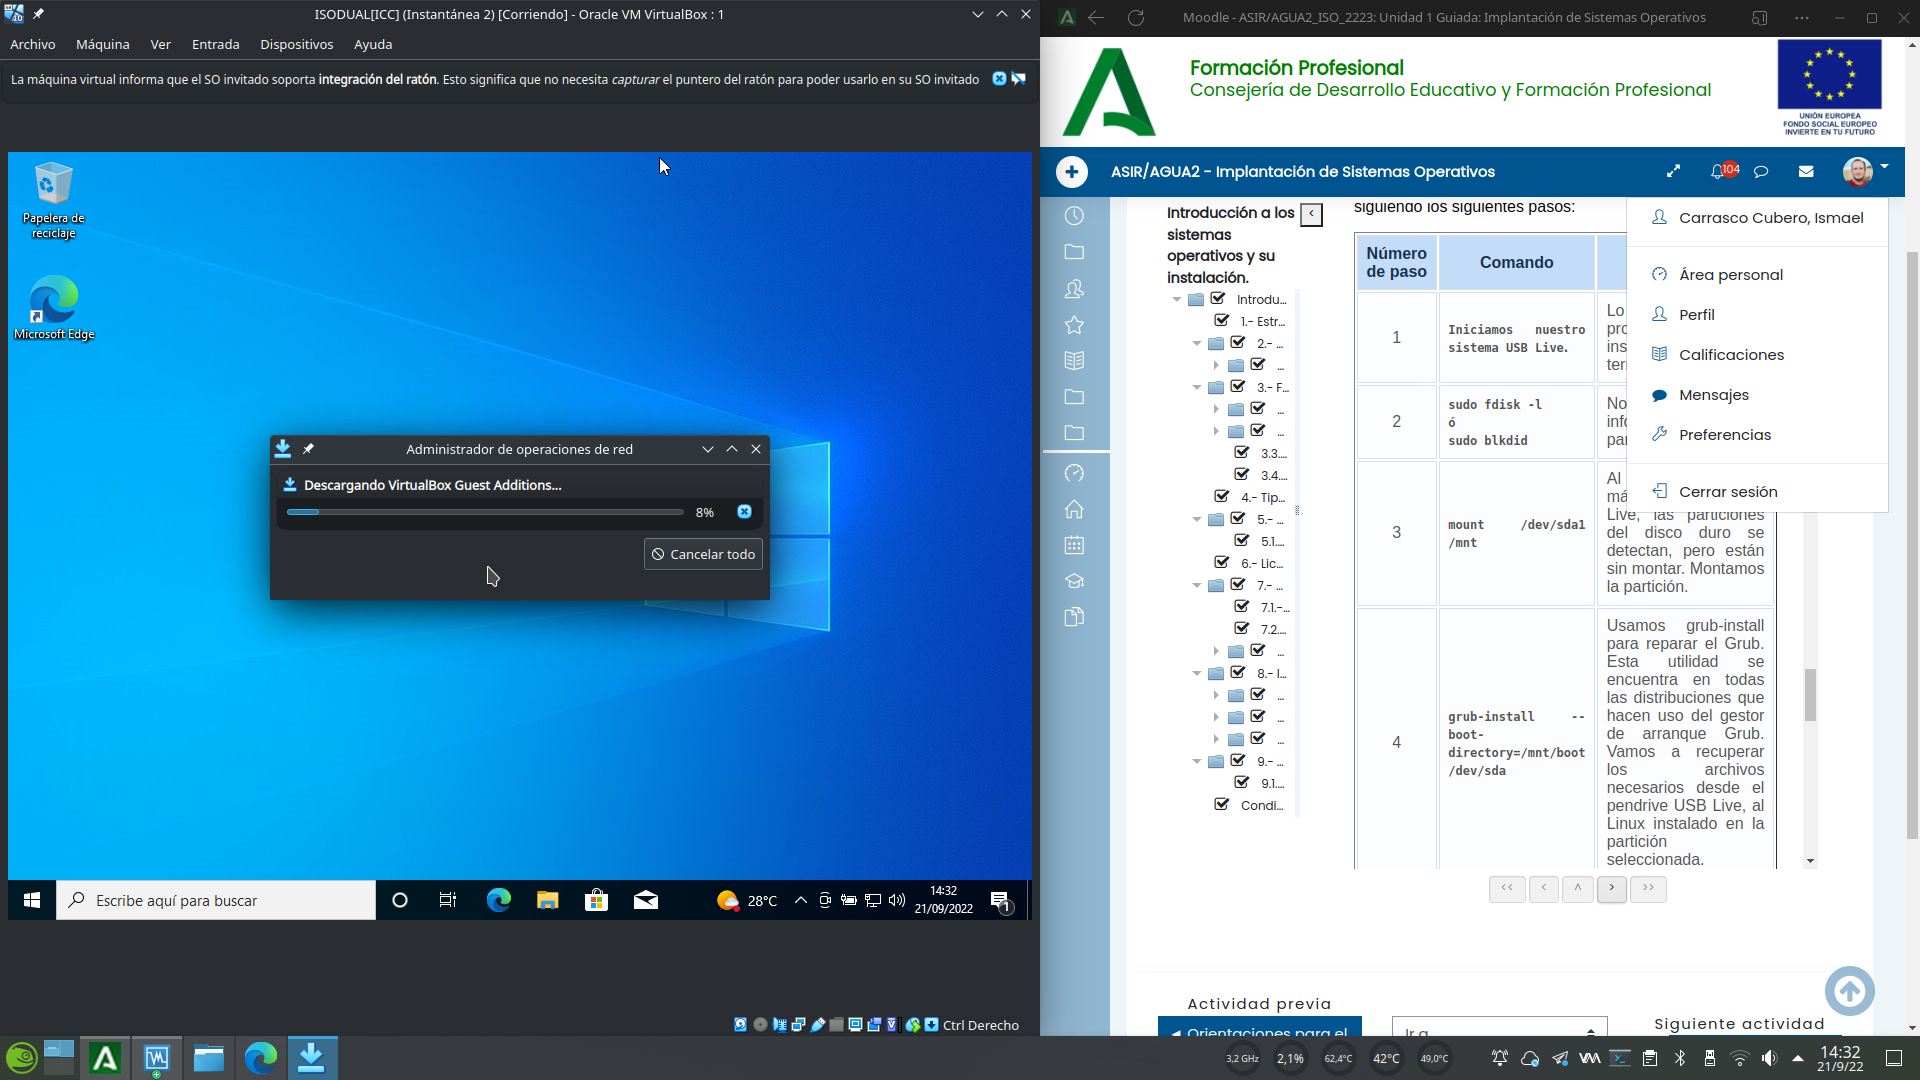 ISODUAL[ICC] (Instantánea 2) [Corriendo] - Oracle VM VirtualBox : 1
Archivo Máquina Ver Entrada Dispositivos Ayuda
La máquina virtual informa que el SO invitado soporta integración del ratón. Esto significa que no necesita capturar el puntero del ratón para poder usarlo en su SO invitado
Papelera de
reciclaje
Microsoft Edge
Administrador de operaciones de red
Descargando VirtualBox Guest Additions...
8%
Cancelar todo
Escribe aquí para buscar
28°C
14:32
21/09/2022
1
Ctrl Derecho
Moodle - ASIR/AGUA2_ISO_2223: Unidad 1 Guiada: Implantación de Sistemas Operativos
Formación Profesional
Consejería de Desarrollo Educativo y Formación Profesional
UNIÓN EUROPEA
FONDO SOCIAL EUROPEO
INVIERTE EN TU FUTURO
ASIR/AGUA2 - Implantación de Sistemas Operativos
104
Introducción a los
sistemas
operativos y su
instalación.
Introdu...
1.- Estr...
2.- ...
...
3.- F...
...
...
3.3....
3.4....
4.- Tip...
5.- ...
5.1....
6.- Lic...
7.- ...
7.1.-...
7.2....
...
8.- I...
...
...
...
9.- ...
9.1....
Condi...
siguiendo los siguientes pasos:
Número
de paso
Comando
1
Iniciamos nuestro
sistema USB Live.
Lo
pro
ins
ter
2
sudo fdisk -l
ó
sudo blkdid
No
info
par
3
mount /dev/sda1
/mnt
Al
má
Live, las particiones
del disco duro se
detectan, pero están
sin montar. Montamos
la partición.
4
grub-install --
boot-
directory=/mnt/boot
/dev/sda
Usamos grub-install
para reparar el Grub.
Esta utilidad se
encuentra en todas
las distribuciones que
hacen uso del gestor
de arranque Grub.
Vamos a recuperar
los archivos
necesarios desde el
pendrive USB Live, al
Linux instalado en la
partición
seleccionada.
Carrasco Cubero, Ismael
Área personal
Perfil
Calificaciones
Mensajes
Preferencias
Cerrar sesión
Actividad previa
◄ Orientaciones para el
Ir a
Siguiente actividad
3,2 GHz
2,1%
62,4°C
42°C
49,0°C
14:32
21/9/22